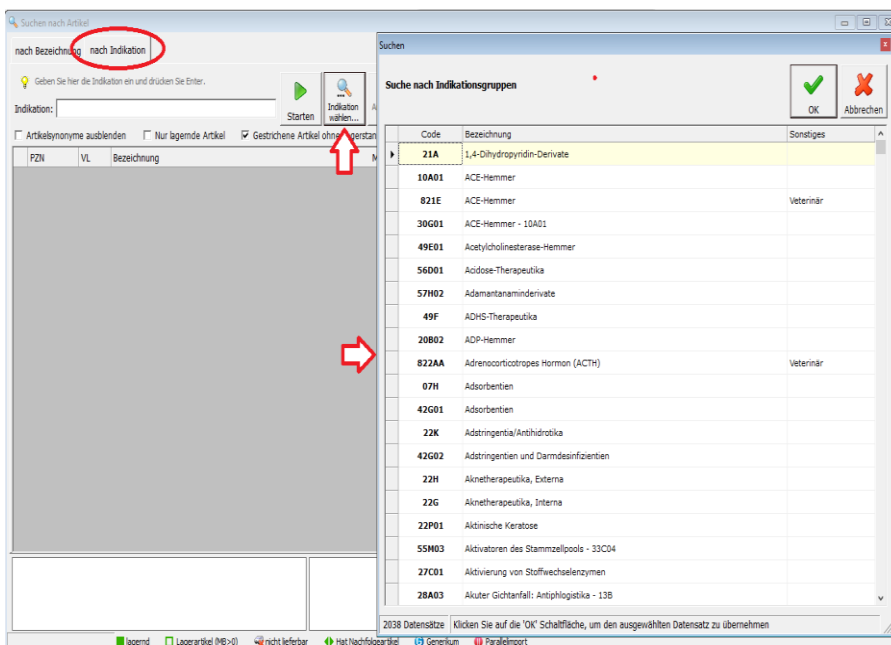 Suchen nach Artikel
nach Bezeichnung nach Indikation
Geben Sie hier die Indikation ein und drücken Sie Enter.
Indikation:
Starten
Indikation
wählen...
Artikelsynonyme ausblenden Nur lagernde Artikel Gestrichene Artikel ohne
PZN VL Bezeichnung M
Suchen
Suche nach Indikationsgruppen
OK Abbrechen
Code Bezeichnung Sonstiges
21A 1,4-Dihydropyridin-Derivate
10A01 ACE-Hemmer
821E ACE-Hemmer Veterinär
30G01 ACE-Hemmer - 10A01
49E01 Acetylcholinesterase-Hemmer
56D01 Acidose-Therapeutika
57H02 Adamantanaminderivate
49F ADHS-Therapeutika
20B02 ADP-Hemmer
822AA Adrenocorticotropes Hormon (ACTH) Veterinär
07H Adsorbentien
42G01 Adsorbentien
22K Adstringentia/Antihidrotika
42G02 Adstringentien und Darmdesinfizientien
22H Aknetherapeutika, Externa
22G Aknetherapeutika, Interna
22P01 Aktinische Keratose
55M03 Aktivatoren des Stammzellpools - 33C04
27C01 Aktivierung von Stoffwechselenzymen
28A03 Akuter Gichtanfall: Antiphlogistika - 13B
2038 Datensätze Klicken Sie auf die 'OK' Schaltfläche, um den ausgewählten Datensatz zu übernehmen
lagernd Lagerartikel (MB>0) nicht lieferbar Hat Nachfolgeartikel Generikum Parallelimport